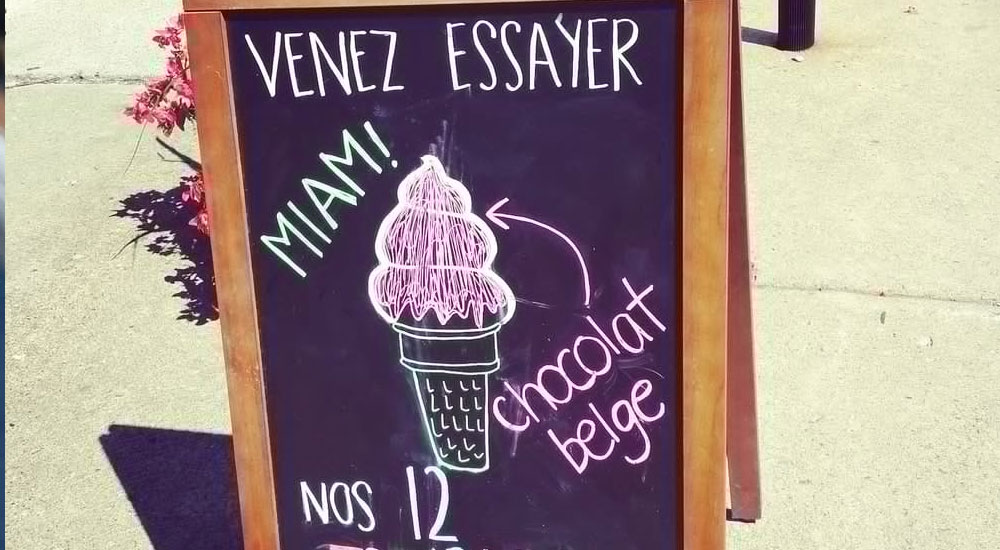 VENEZ ESSAYER
MIAM!
chocolat
belge
NOS 12